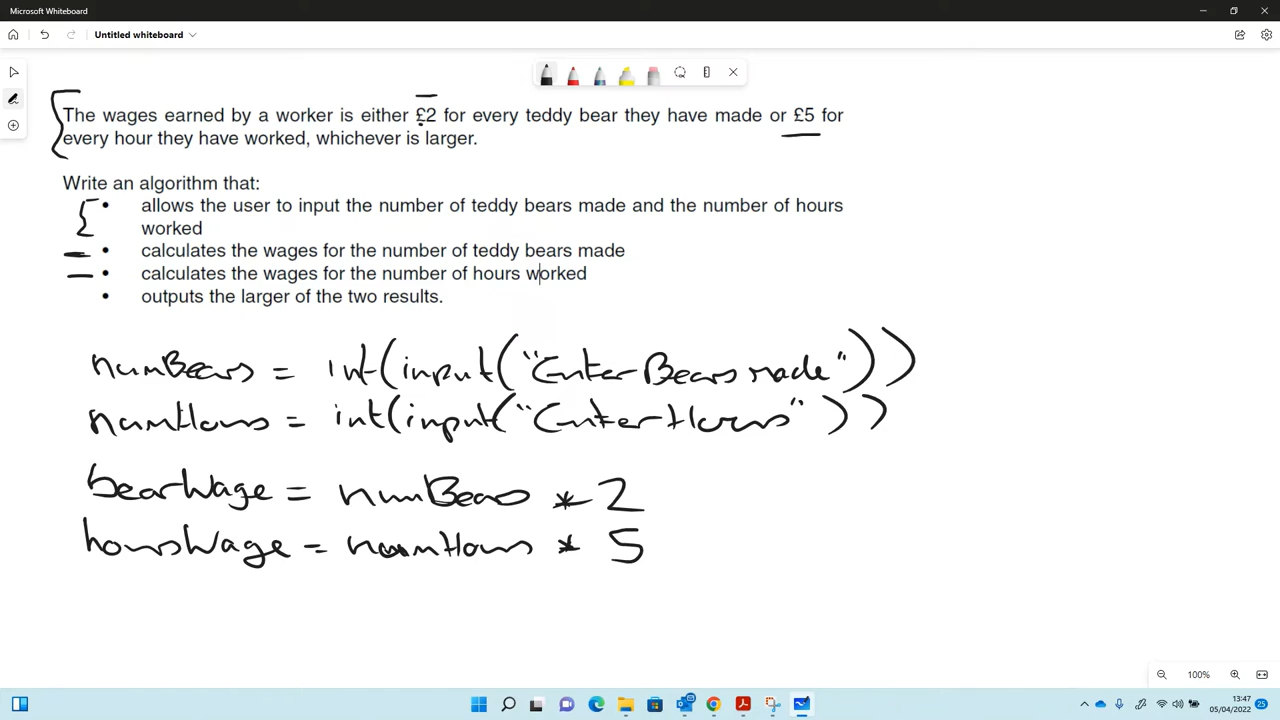 Microsoft Whiteboard
Untitled whiteboard
The wages earned by a worker is either £2 for every teddy bear they have made or £5 for
every hour they have worked, whichever is larger.
Write an algorithm that:
• allows the user to input the number of teddy bears made and the number of hours
worked
• calculates the wages for the number of teddy bears made
• calculates the wages for the number of hours worked
• outputs the larger of the two results.
numBears = int(input("Enter Bears made"))
numHours = int(input("Enter Hours"))
bearWage = numBears * 2
hoursWage = numHours * 5
100%
13:47
05/04/2022
25